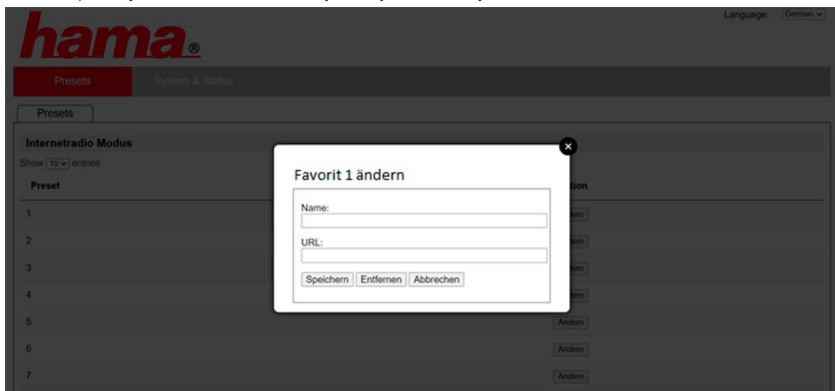 Language: German
hama®
Presets System & Status
Presets
Internetradio Modus
Show 10 entries
Preset
1
2
3
4
5 Ändern
6 Ändern
7 Ändern
Favorit 1 ändern
Name:
URL:
Speichern Entfernen Abbrechen